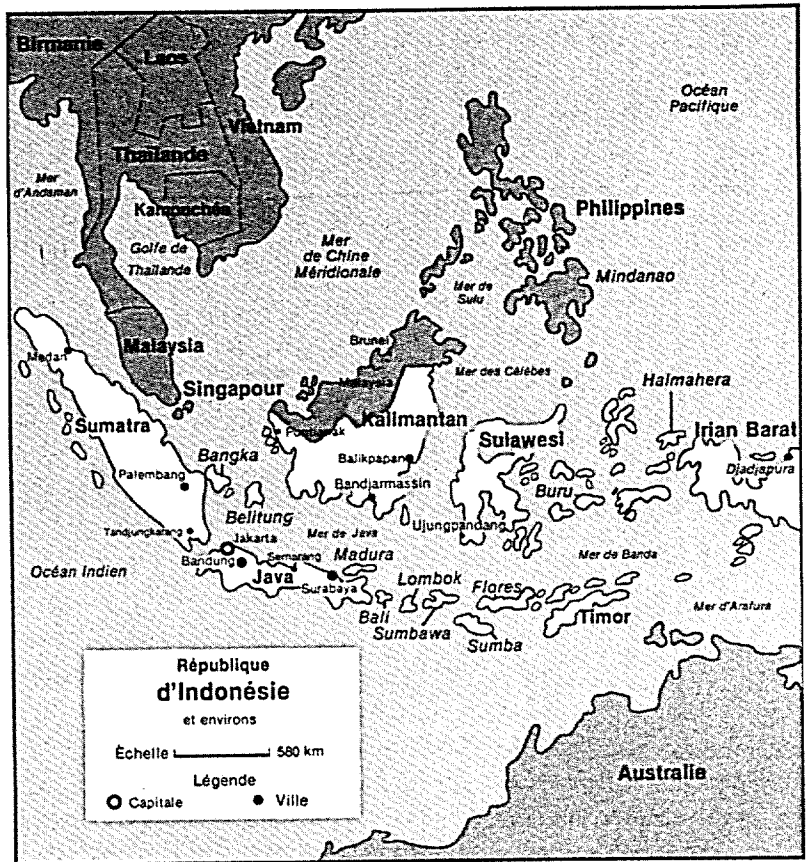 Birmanie
Laos
Océan
Pacifique
Vietnam
Thaïlande
Mer
d'Andaman
Kampochéa
Philippines
Golfe de
Thaïlande
Mer
de Chine
Méridionale
Mindanao
Mer de
Sulu
Brunei
Malaysia
Medan
Malaysia
Mer des Célèbes
Halmahera
Singapour
Kalimantan
Sumatra
Sulawesi
Irian Barat
Bangka
Balikpapang
Djadjapura
Palembang
Bandjarmassin
Buru
Belitung
Ujungpandang
Tandjungkarang
Mer de Java
Jakarta
Semarang
Madura
Mer de Banda
Océan Indien
Bandung
Java
Surabaya
Lombok
Flores
Bali
Sumbawa
Timor
Mer d'Arafura
Sumba
République
d'Indonésie
et environs
Échelle 580 km
Légende
Capitale Ville
Australie